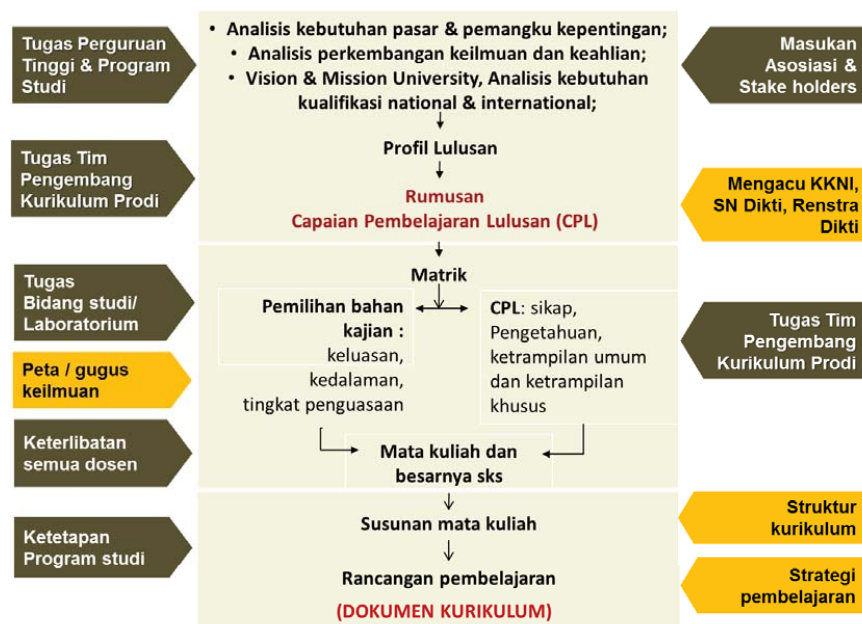 Tugas Perguruan
Tinggi & Program
Studi
• Analisis kebutuhan pasar & pemangku kepentingan;
• Analisis perkembangan keilmuan dan keahlian;
• Vision & Mission University, Analisis kebutuhan
kualifikasi national & international;
Masukan
Asosiasi &
Stake holders
Tugas Tim
Pengembang
Kurikulum Prodi
Profil Lulusan
Rumusan
Capaian Pembelajaran Lulusan (CPL)
Mengacu KKNI,
SN Dikti, Renstra
Dikti
Tugas
Bidang studi/
Laboratorium
Matrik
Pemilihan bahan
kajian :
keluasan,
kedalaman,
tingkat penguasaan
CPL: sikap,
Pengetahuan,
ketrampilan umum
dan ketrampilan
khusus
Tugas Tim
Pengembang
Kurikulum Prodi
Peta / gugus
keilmuan
Keterlibatan
semua dosen
Mata kuliah dan
besarnya sks
Ketetapan
Program studi
Susunan mata kuliah
Struktur
kurikulum
Rancangan pembelajaran
(DOKUMEN KURIKULUM)
Strategi
pembelajaran